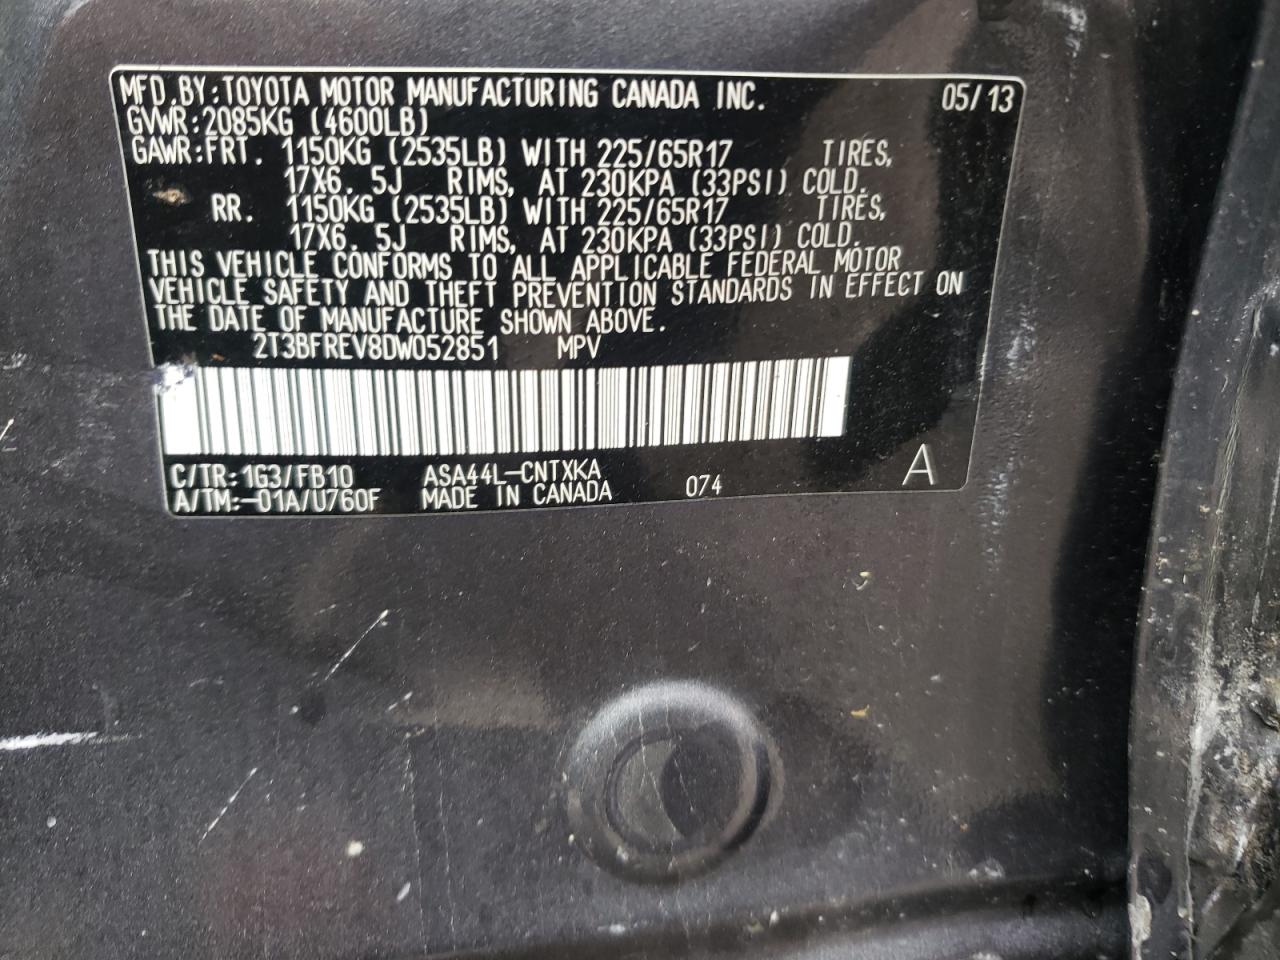 MFD.BY:TOYOTA MOTOR MANUFACTURING CANADA INC. 05/13
GVWR:2085KG (4600LB)
GAWR:FRT. 1150KG (2535LB) WITH 225/65R17 TIRES,
17X6.5J RIMS, AT 230KPA (33PSI) COLD.
RR. 1150KG (2535LB) WITH 225/65R17 TIRES,
17X6.5J RIMS, AT 230KPA (33PSI) COLD.
THIS VEHICLE CONFORMS TO ALL APPLICABLE FEDERAL MOTOR
VEHICLE SAFETY AND THEFT PREVENTION STANDARDS IN EFFECT ON
THE DATE OF MANUFACTURE SHOWN ABOVE.
2T3BFREV8DW052851 MPV
C/TR:1G3/FB10 ASA44L-CNTXKA A
A/TM:-01A/U760F MADE IN CANADA 074